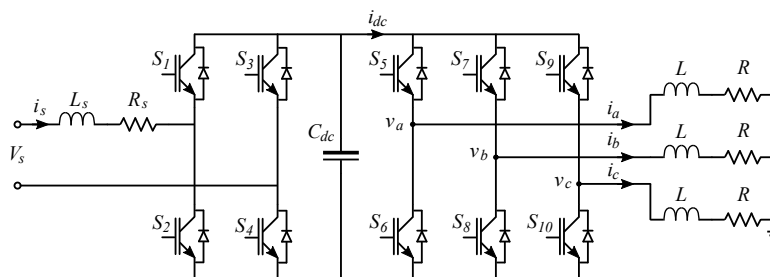 i_dc
S_1
S_3
S_5
S_7
S_9
L
R
i_s
L_s
R_s
i_a
v_a
V_s
C_dc
L
R
i_b
v_b
i_c
v_c
L
R
S_2
S_4
S_6
S_8
S_10